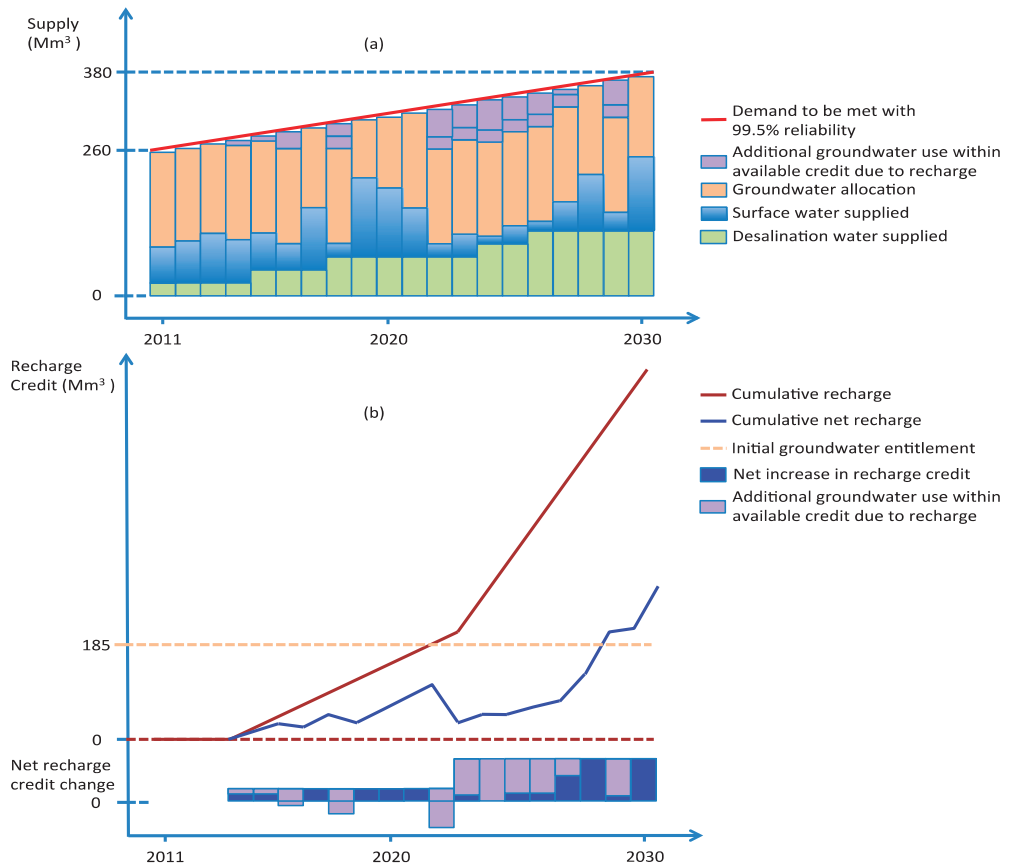 Supply
(Mm³ )
(a)
380
260
0
2011
2020
2030
Demand to be met with
99.5% reliability
Additional groundwater use within
available credit due to recharge
Groundwater allocation
Surface water supplied
Desalination water supplied
Recharge
Credit (Mm³ )
(b)
185
0
Net recharge
credit change
0
2011
2020
2030
Cumulative recharge
Cumulative net recharge
Initial groundwater entitlement
Net increase in recharge credit
Additional groundwater use within
available credit due to recharge